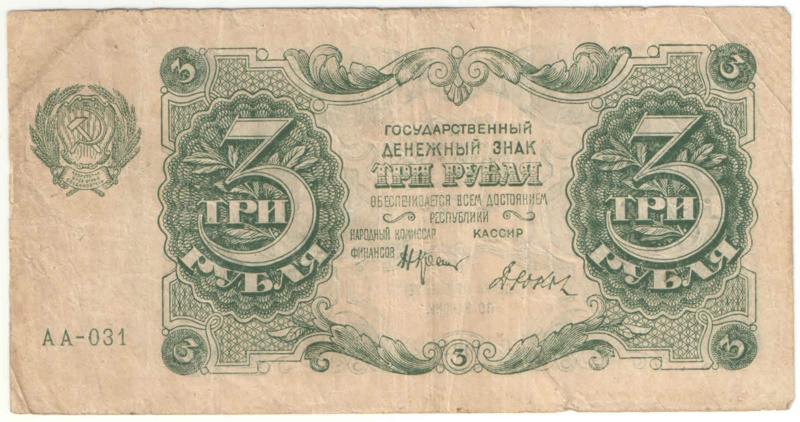 3
3
ГОСУДАРСТВЕННЫЙ
ДЕНЕЖНЫЙ ЗНАК
ТРИ РУБЛЯ
ОБЕСПЕЧИВАЕТСЯ ВСЕМ ДОСТОЯНИЕМ
РЕСПУБЛИКИ
НАРОДНЫЙ КОМИССАР
ФИНАНСОВ
КАССИР
3
ТРИ
РУБЛЯ
3
ТРИ
РУБЛЯ
АА-031
3
3
3